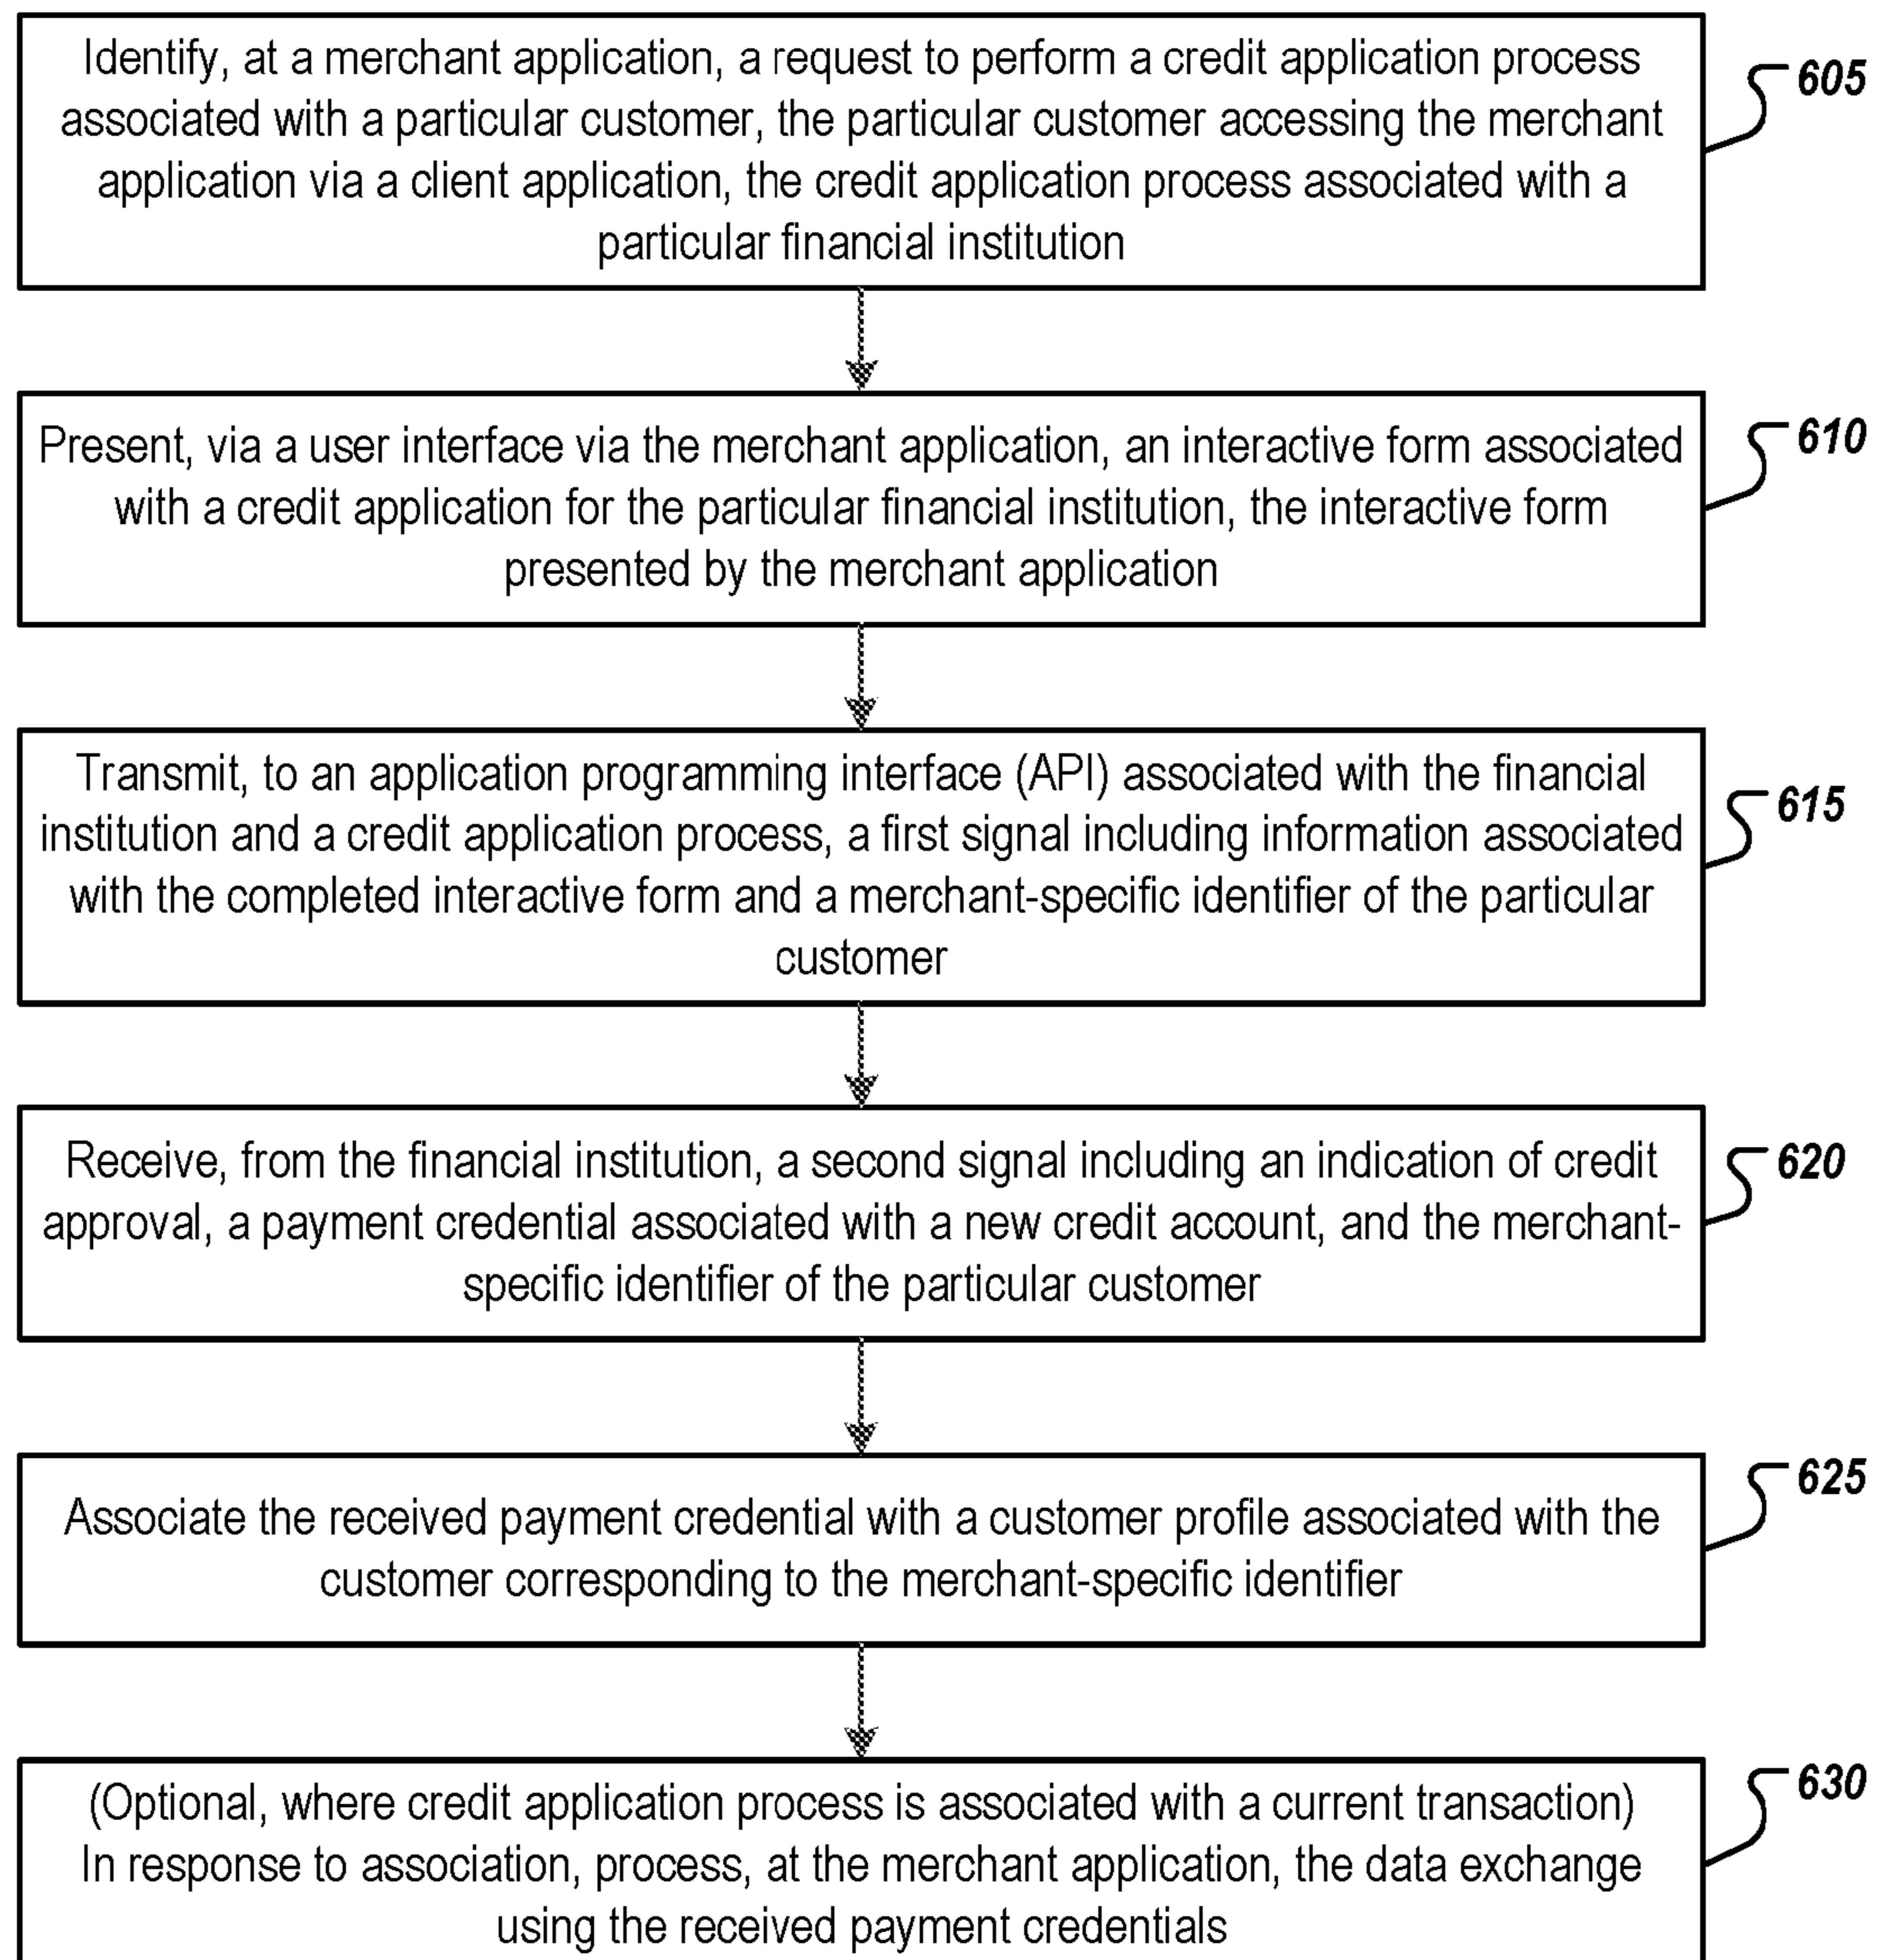 Identify, at a merchant application, a request to perform a credit application process
associated with a particular customer, the particular customer accessing the merchant
application via a client application, the credit application process associated with a
particular financial institution
605
Present, via a user interface via the merchant application, an interactive form associated
with a credit application for the particular financial institution, the interactive form
presented by the merchant application
610
Transmit, to an application programming interface (API) associated with the financial
institution and a credit application process, a first signal including information associated
with the completed interactive form and a merchant-specific identifier of the particular
customer
615
Receive, from the financial institution, a second signal including an indication of credit
approval, a payment credential associated with a new credit account, and the merchant-
specific identifier of the particular customer
620
Associate the received payment credential with a customer profile associated with the
customer corresponding to the merchant-specific identifier
625
(Optional, where credit application process is associated with a current transaction)
In response to association, process, at the merchant application, the data exchange
using the received payment credentials
630